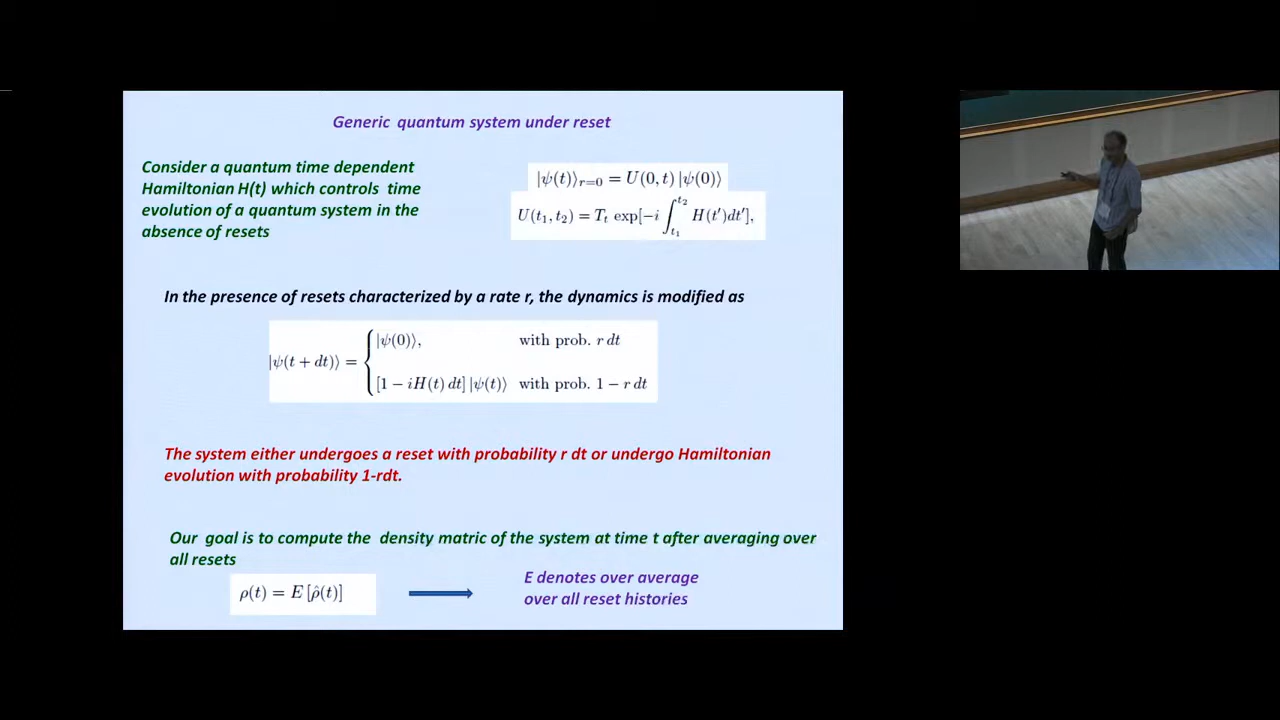 Generic quantum system under reset
Consider a quantum time dependent
Hamiltonian H(t) which controls time
evolution of a quantum system in the
absence of resets
|ψ(t)⟩_{r=0} = U(0, t) |ψ(0)⟩
U(t₁, t₂) = T_t exp[−i ∫_{t₁}^{t₂} H(t′)dt′],
In the presence of resets characterized by a rate r, the dynamics is modified as
|ψ(t + dt)⟩ = { |ψ(0)⟩, with prob. r dt
[1 − iH(t) dt] |ψ(t)⟩ with prob. 1 − r dt
The system either undergoes a reset with probability r dt or undergo Hamiltonian
evolution with probability 1-rdt.
Our goal is to compute the density matric of the system at time t after averaging over
all resets
ρ(t) = E [ρ̂(t)]
E denotes over average
over all reset histories